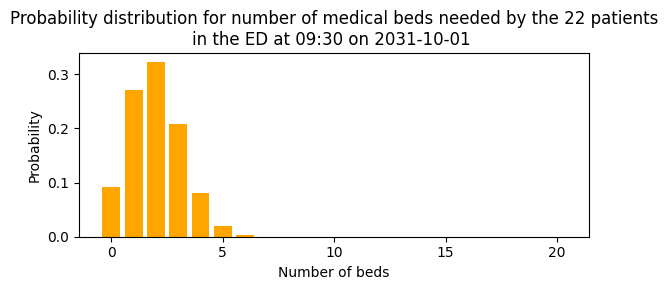 Probability distribution for number of medical beds needed by the 22 patients
in the ED at 09:30 on 2031-10-01
0.3
0.2
0.1
0.0
Probability
0 5 10 15 20
Number of beds